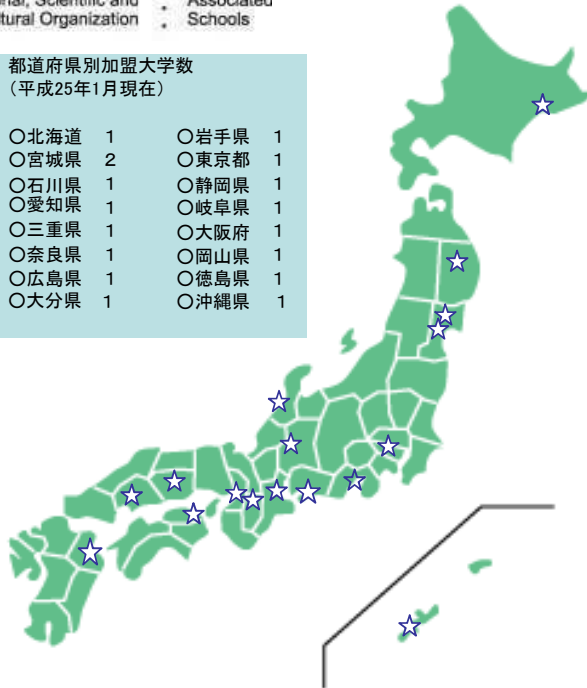 onal, Scientific and
tural Organization
Associated
Schools
都道府県別加盟大学数
（平成25年1月現在）
○北海道 1 ○岩手県 1
○宮城県 2 ○東京都 1
○石川県 1 ○静岡県 1
○愛知県 1 ○岐阜県 1
○三重県 1 ○大阪府 1
○奈良県 1 ○岡山県 1
○広島県 1 ○徳島県 1
○大分県 1 ○沖縄県 1